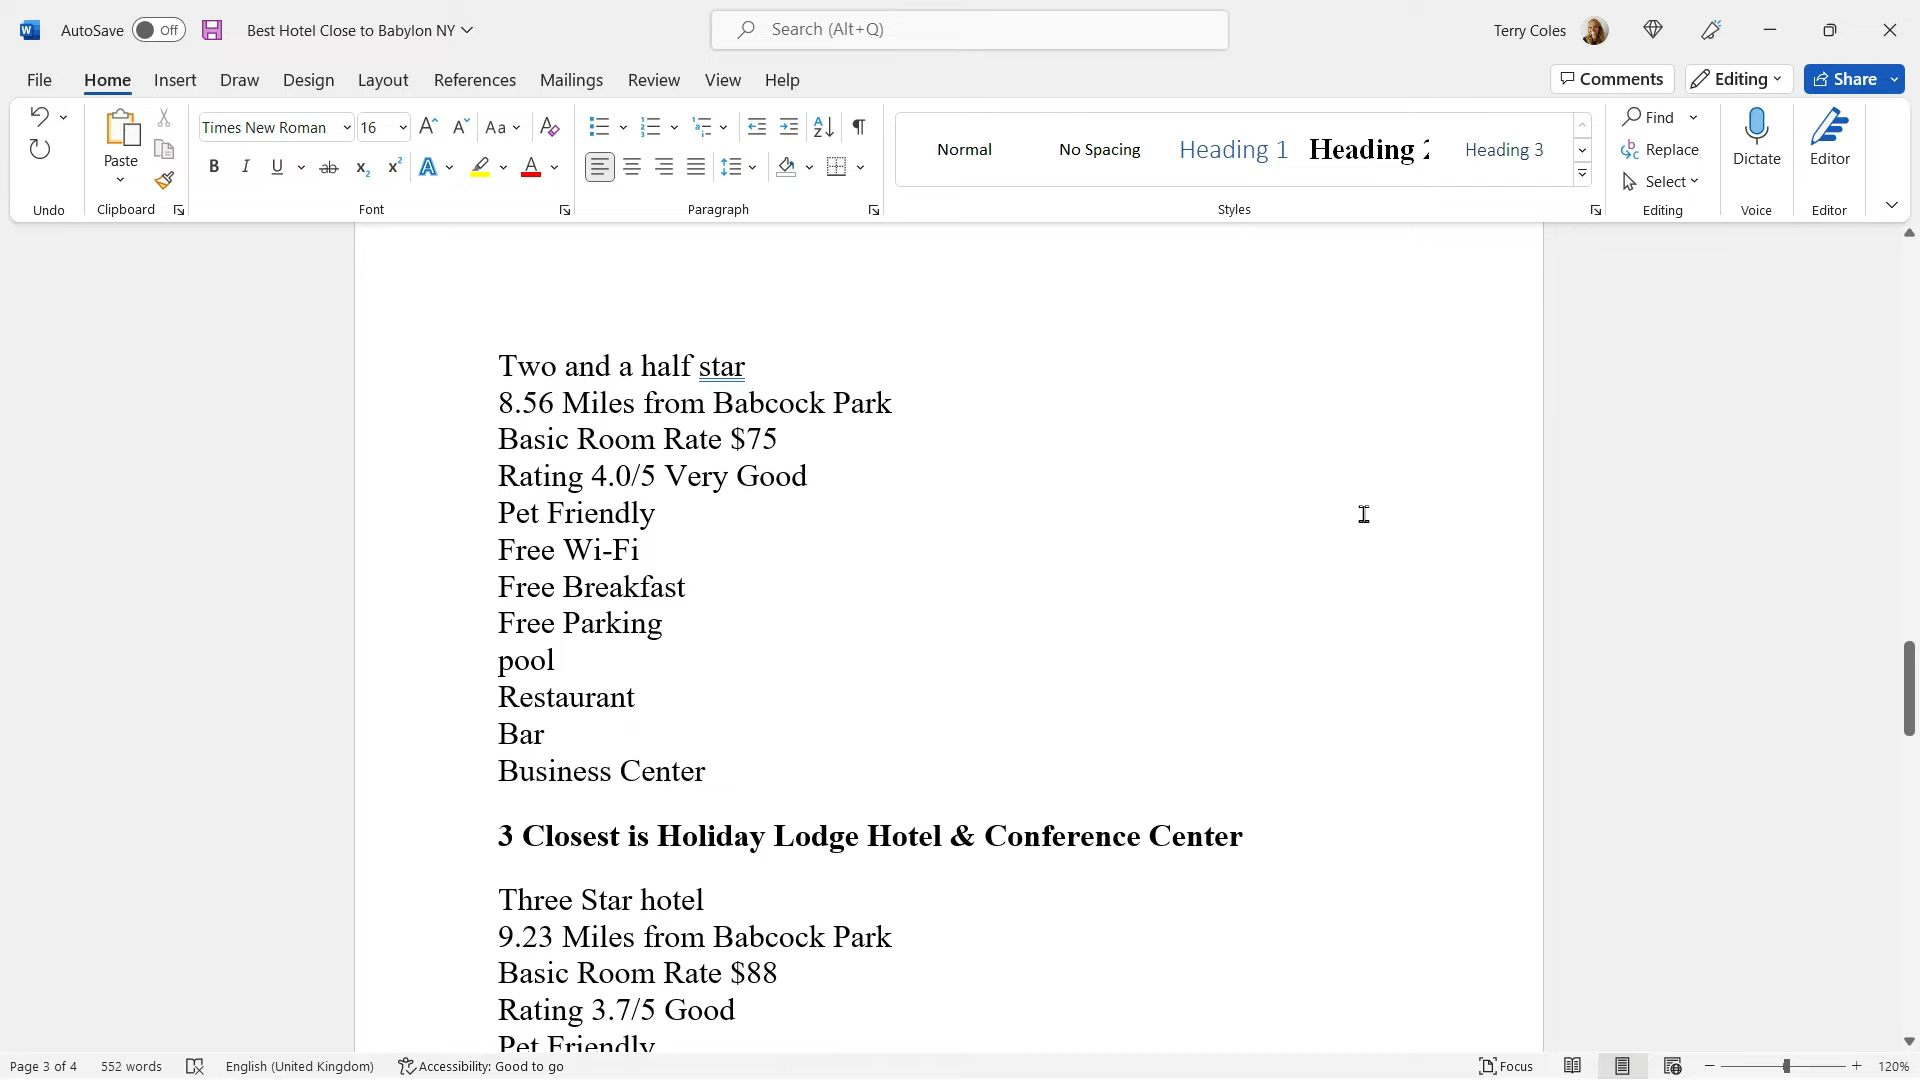 AutoSave Off Best Hotel Close to Babylon NY Search (Alt+Q) Terry Coles
File Home Insert Draw Design Layout References Mailings Review View Help Comments Editing Share
Paste Times New Roman 16 Aa Normal No Spacing Heading 1 Heading 2 Heading 3 Find Replace Select Dictate Editor
Undo Clipboard Font Paragraph Styles Editing Voice Editor
Two and a half star
8.56 Miles from Babcock Park
Basic Room Rate $75
Rating 4.0/5 Very Good
Pet Friendly
Free Wi-Fi
Free Breakfast
Free Parking
pool
Restaurant
Bar
Business Center
3 Closest is Holiday Lodge Hotel & Conference Center
Three Star hotel
9.23 Miles from Babcock Park
Basic Room Rate $88
Rating 3.7/5 Good
Pet Friendly
Page 3 of 4 552 words English (United Kingdom) Accessibility: Good to go Focus 120%